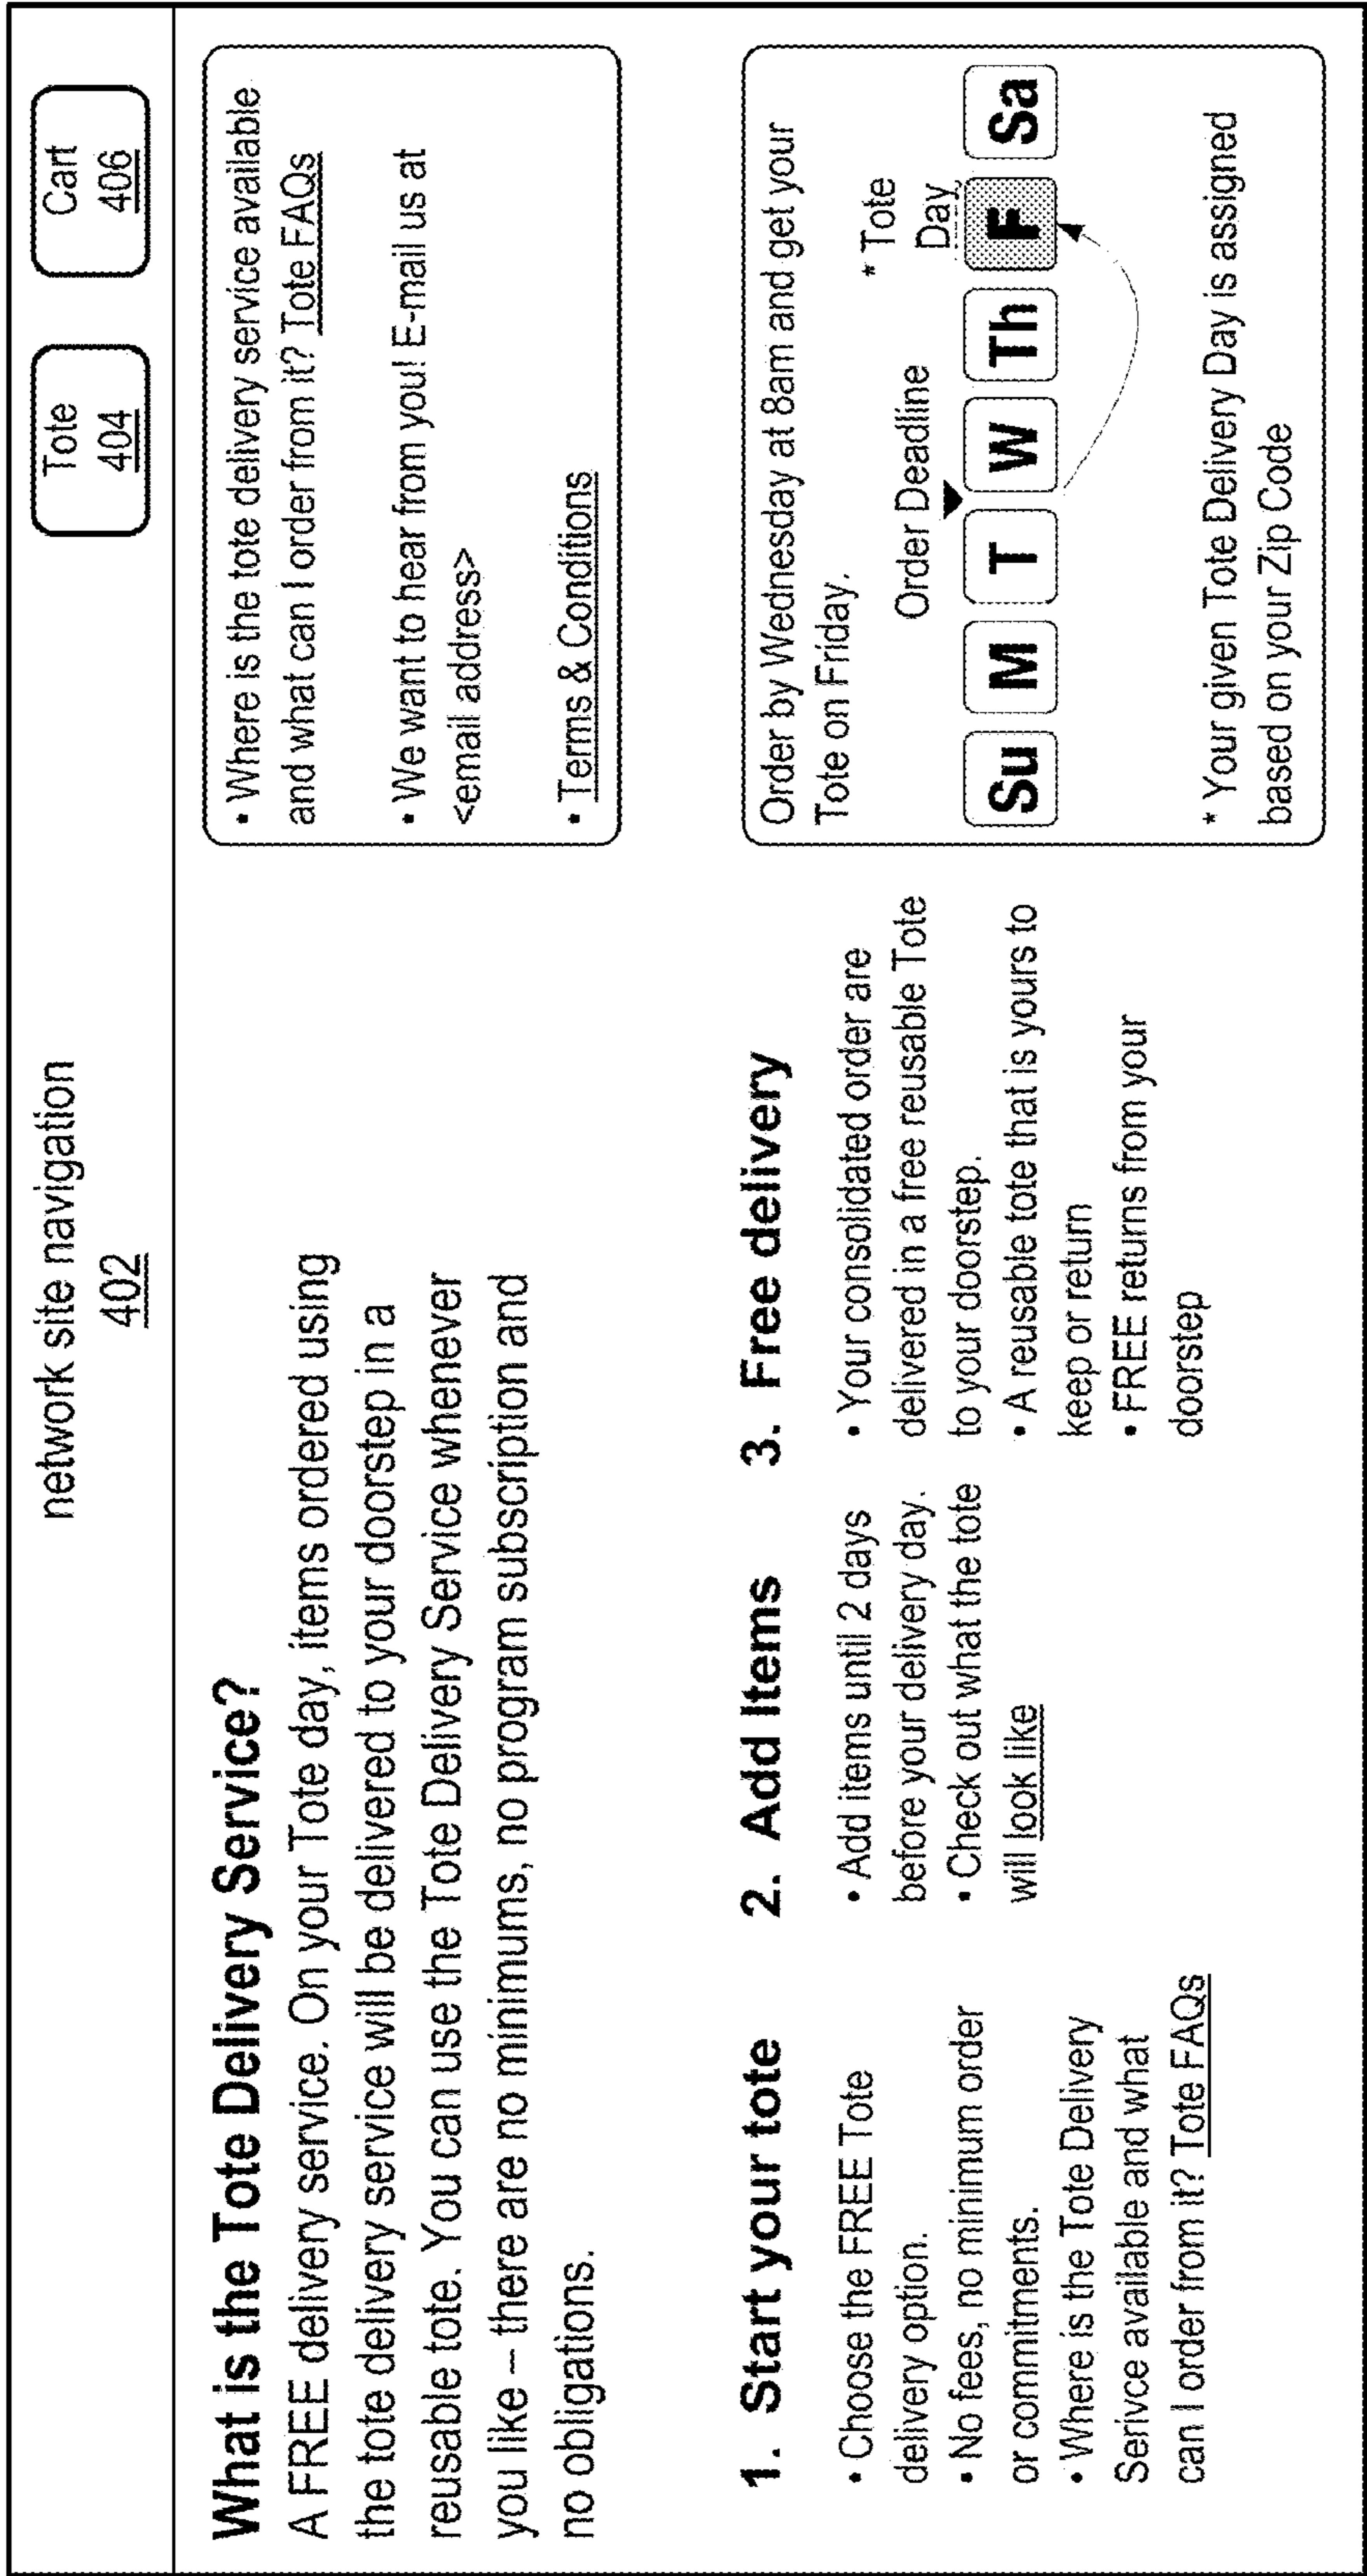 network site navigation
402
Tote
404
Cart
406
What is the Tote Delivery Service?
A FREE delivery service. On your Tote day, items ordered using
the tote delivery service will be delivered to your doorstep in a
reusable tote. You can use the Tote Delivery Service whenever
you like – there are no minimums, no program subscription and
no obligations.
• Where is the tote delivery service available
and what can I order from it? Tote FAQs
• We want to hear from you! E-mail us at
<email address>
• Terms & Conditions
1. Start your tote
• Choose the FREE Tote
delivery option.
• No fees, no minimum order
or commitments.
• Where is the Tote Delivery
Serivce available and what
can I order from it? Tote FAQs
2. Add Items
• Add items until 2 days
before your delivery day.
• Check out what the tote
will look like
3. Free delivery
• Your consolidated order are
delivered in a free reusable Tote
to your doorstep.
• A reusable tote that is yours to
keep or return
• FREE returns from your
doorstep
Order by Wednesday at 8am and get your
Tote on Friday.
Order Deadline
* Tote
Day
Su M T W Th F Sa
* Your given Tote Delivery Day is assigned
based on your Zip Code